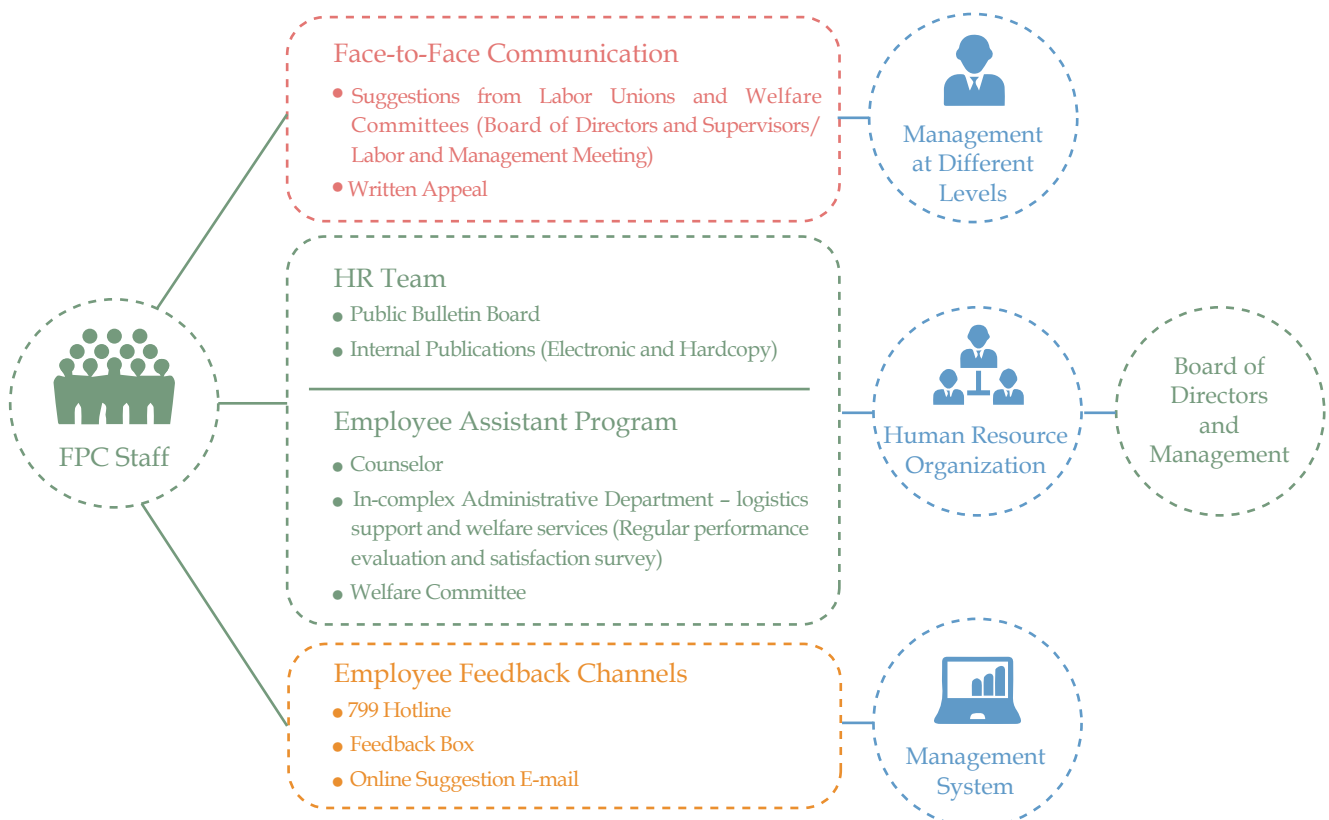 Face-to-Face Communication
• Suggestions from Labor Unions and Welfare
Committees (Board of Directors and Supervisors/
Labor and Management Meeting)
• Written Appeal
Management
at Different
Levels
FPC Staff
HR Team
• Public Bulletin Board
• Internal Publications (Electronic and Hardcopy)
Employee Assistant Program
• Counselor
• In-complex Administrative Department – logistics
support and welfare services (Regular performance
evaluation and satisfaction survey)
• Welfare Committee
Human Resource
Organization
Board of
Directors
and
Management
Employee Feedback Channels
• 799 Hotline
• Feedback Box
• Online Suggestion E-mail
Management
System